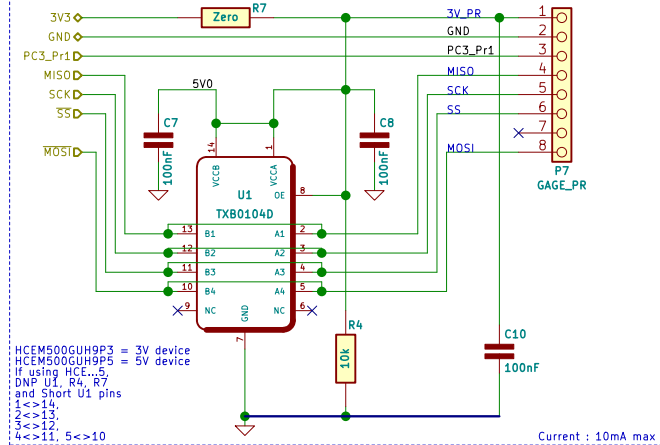 3V3
GND
PC3_Pr1
MISO
SCK
SS
MOSI
Zero
R7
3V_PR
GND
PC3_Pr1
MISO
SCK
SS
MOSI
1
2
3
4
5
6
7
8
P7
GAGE_PR
5V0
C7
100nF
C8
100nF
14
1
VCCB
VCCA
U1
TXB0104D
OE
8
13
B1
A1
2
12
B2
A2
3
11
B3
A3
4
10
B4
A4
5
9
NC
NC
6
GND
7
R4
10k
C10
100nF
HCEM500GUH9P3 = 3V device
HCEM500GUH9P5 = 5V device
If using HCE...5,
DNP U1, R4, R7
and Short U1 pins
1<>14,
2<>13,
3<>12,
4<>11, 5<>10
Current : 10mA max